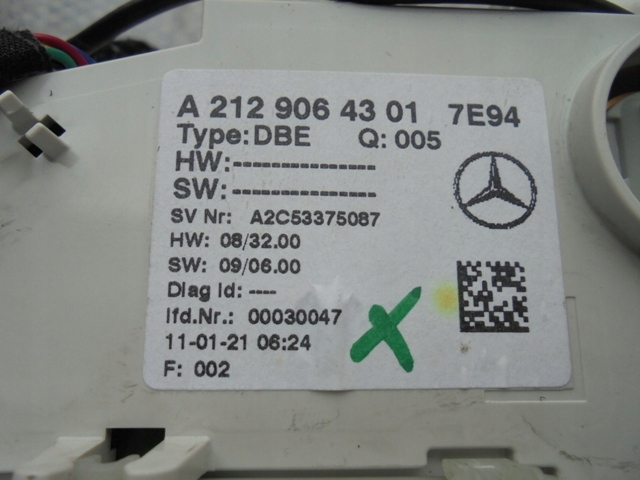 A 212 906 43 01 7E94
Type: DBE Q: 005
HW:---------------
SW:---------------
SV Nr: A2C53375087
HW: 08/32.00
SW: 09/06.00
Diag Id: ----
lfd.Nr.: 00030047
11-01-21 06:24
F: 002